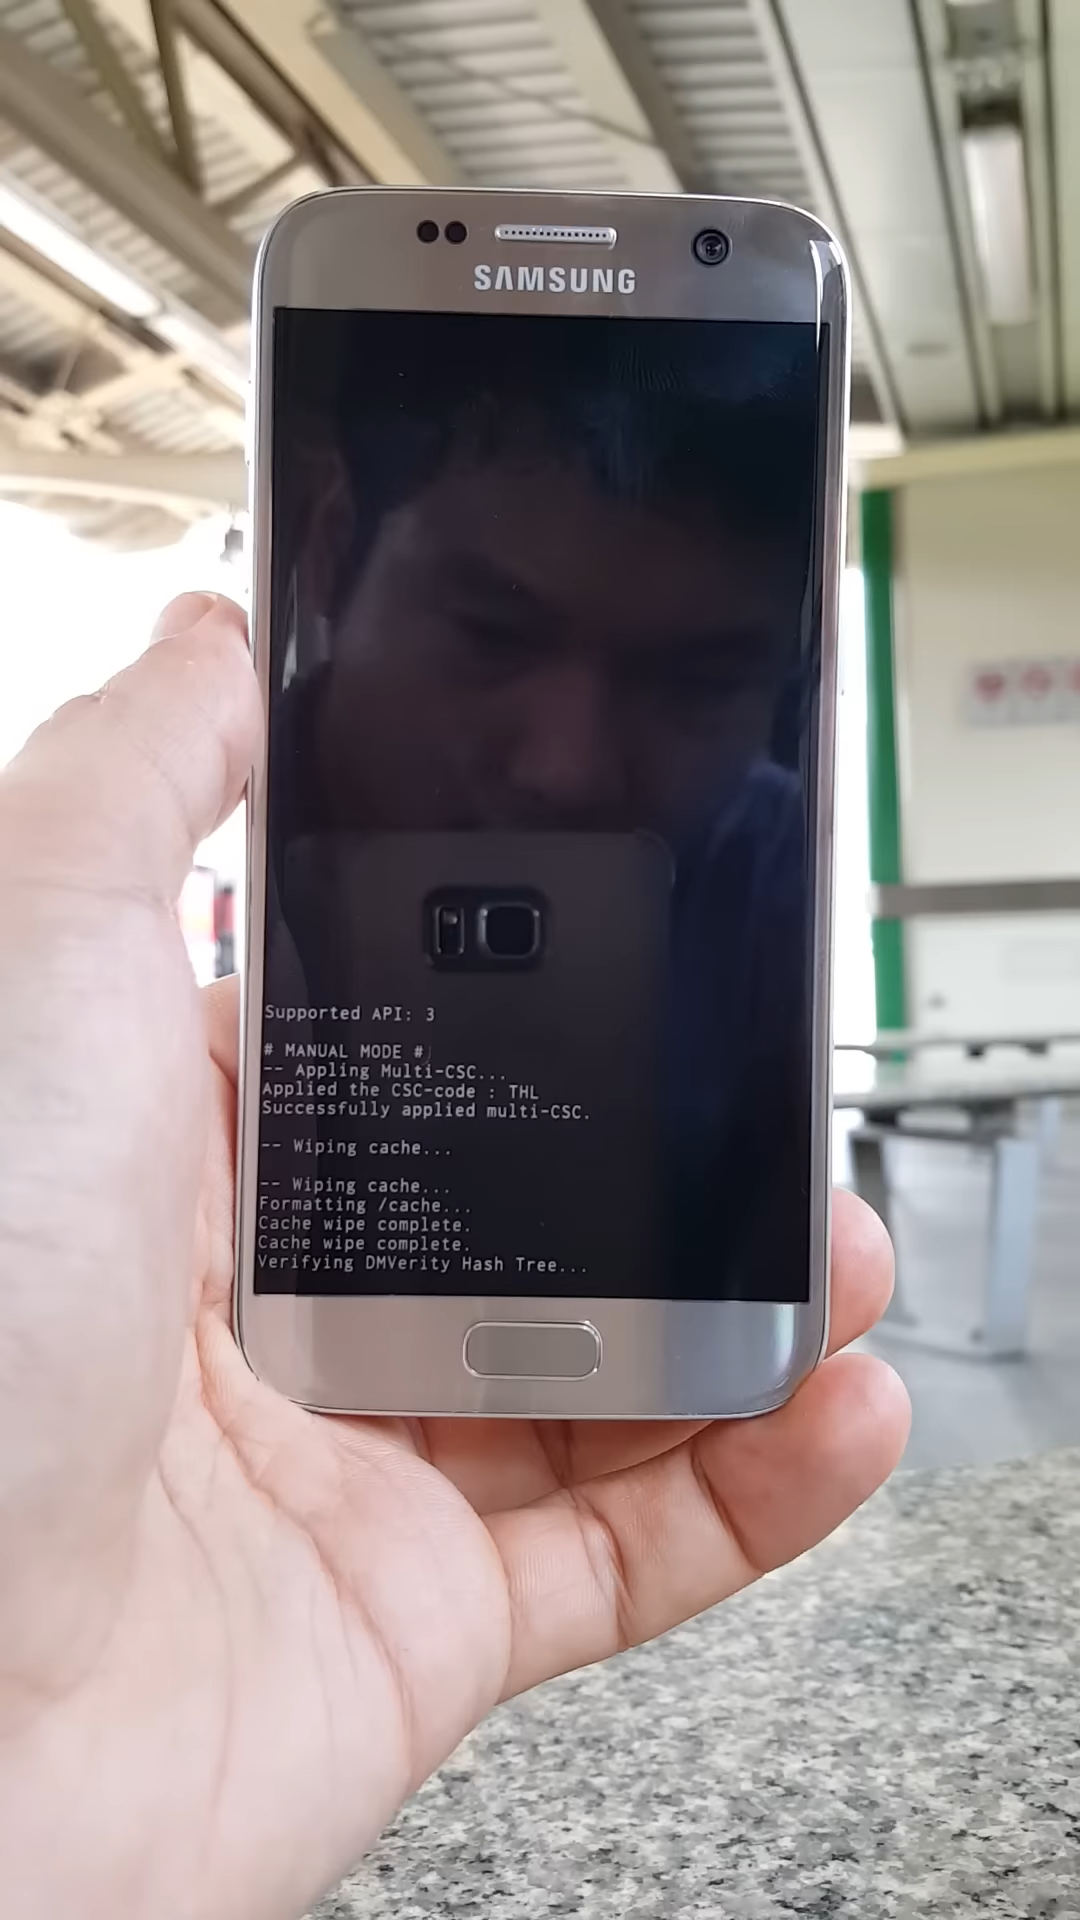 SAMSUNG
Supported API: 3
# MANUAL MODE #
-- Appling Multi-CSC...
Applied the CSC-code : THL
Successfully applied multi-CSC.
-- Wiping cache...
-- Wiping cache...
Formatting /cache...
Cache wipe complete.
Cache wipe complete.
Verifying DMVerity Hash Tree...